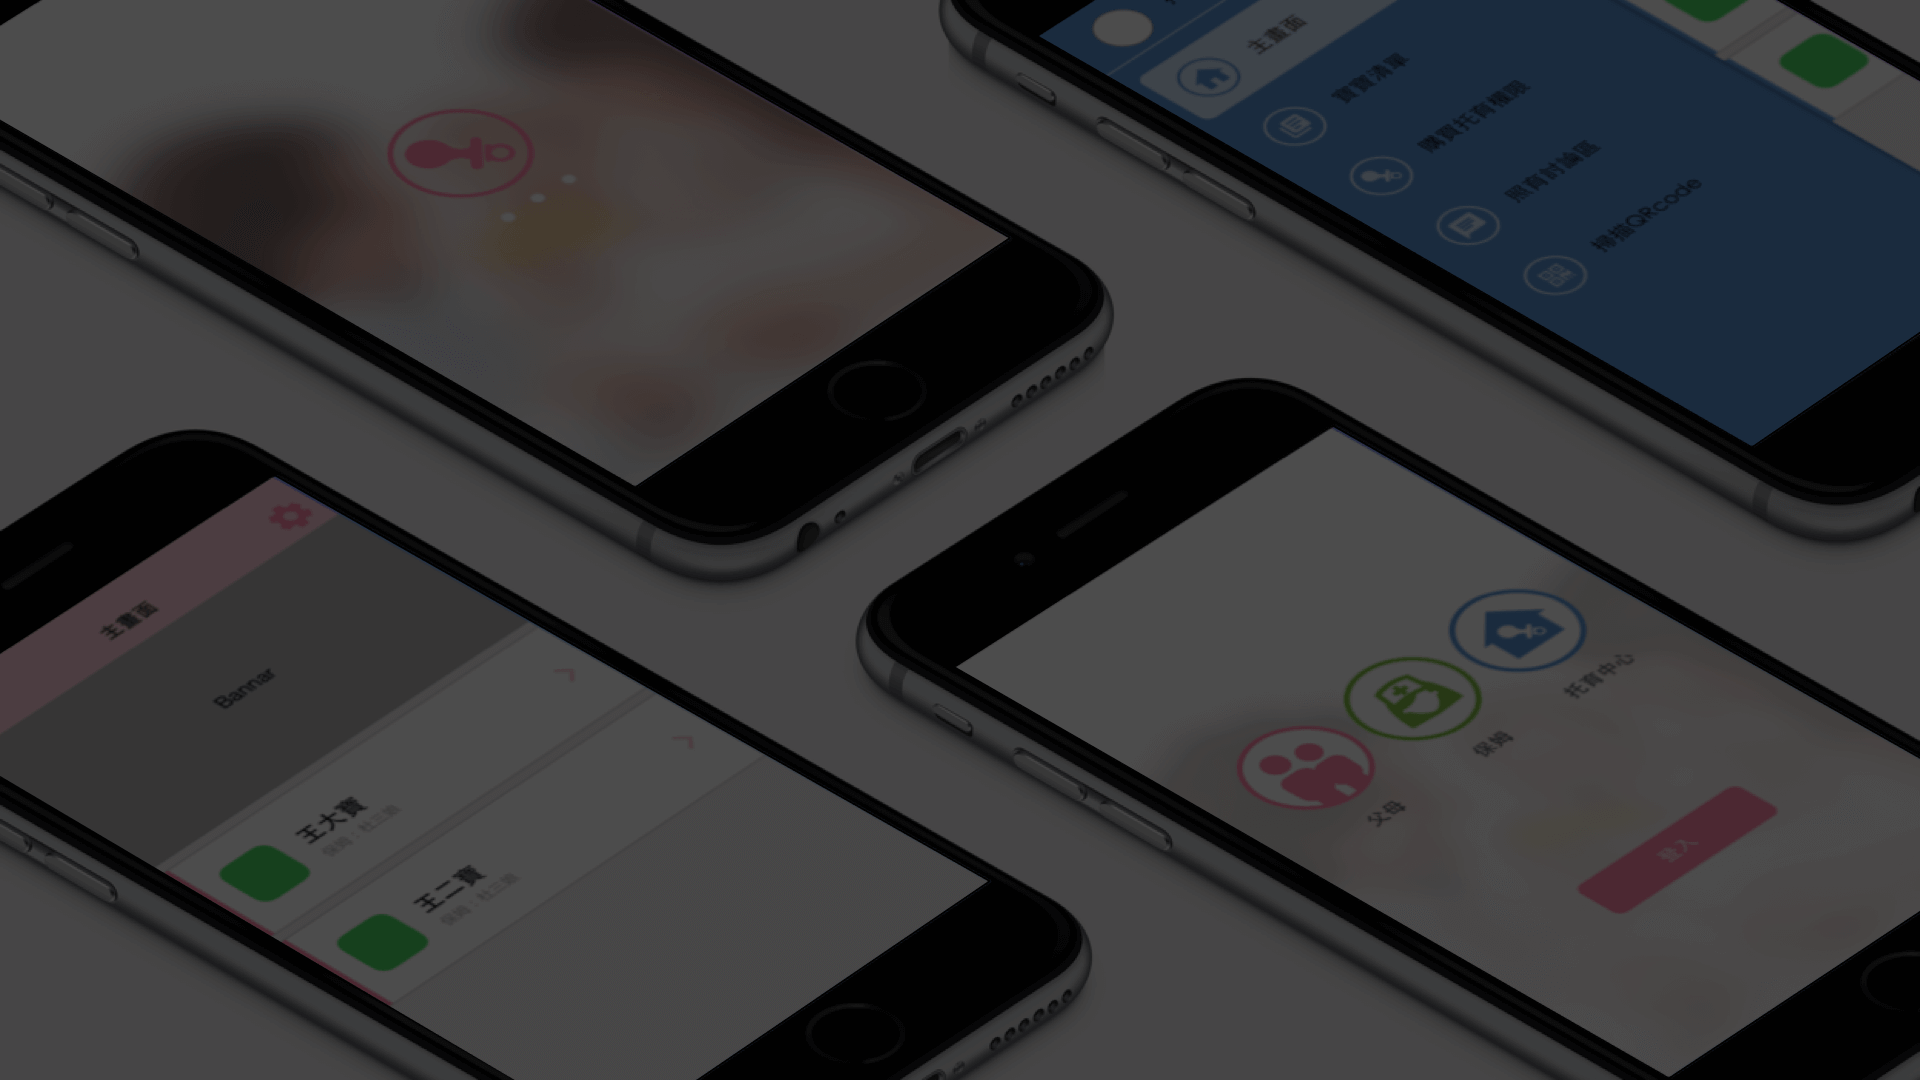 主畫面
寶寶清單
購買托育權限
照育討論區
掃描QRcode
主畫面
Bannar
王大寶
保姆：杜三娘
王二寶
保姆：杜三娘
托育中心
保姆
父母
登入